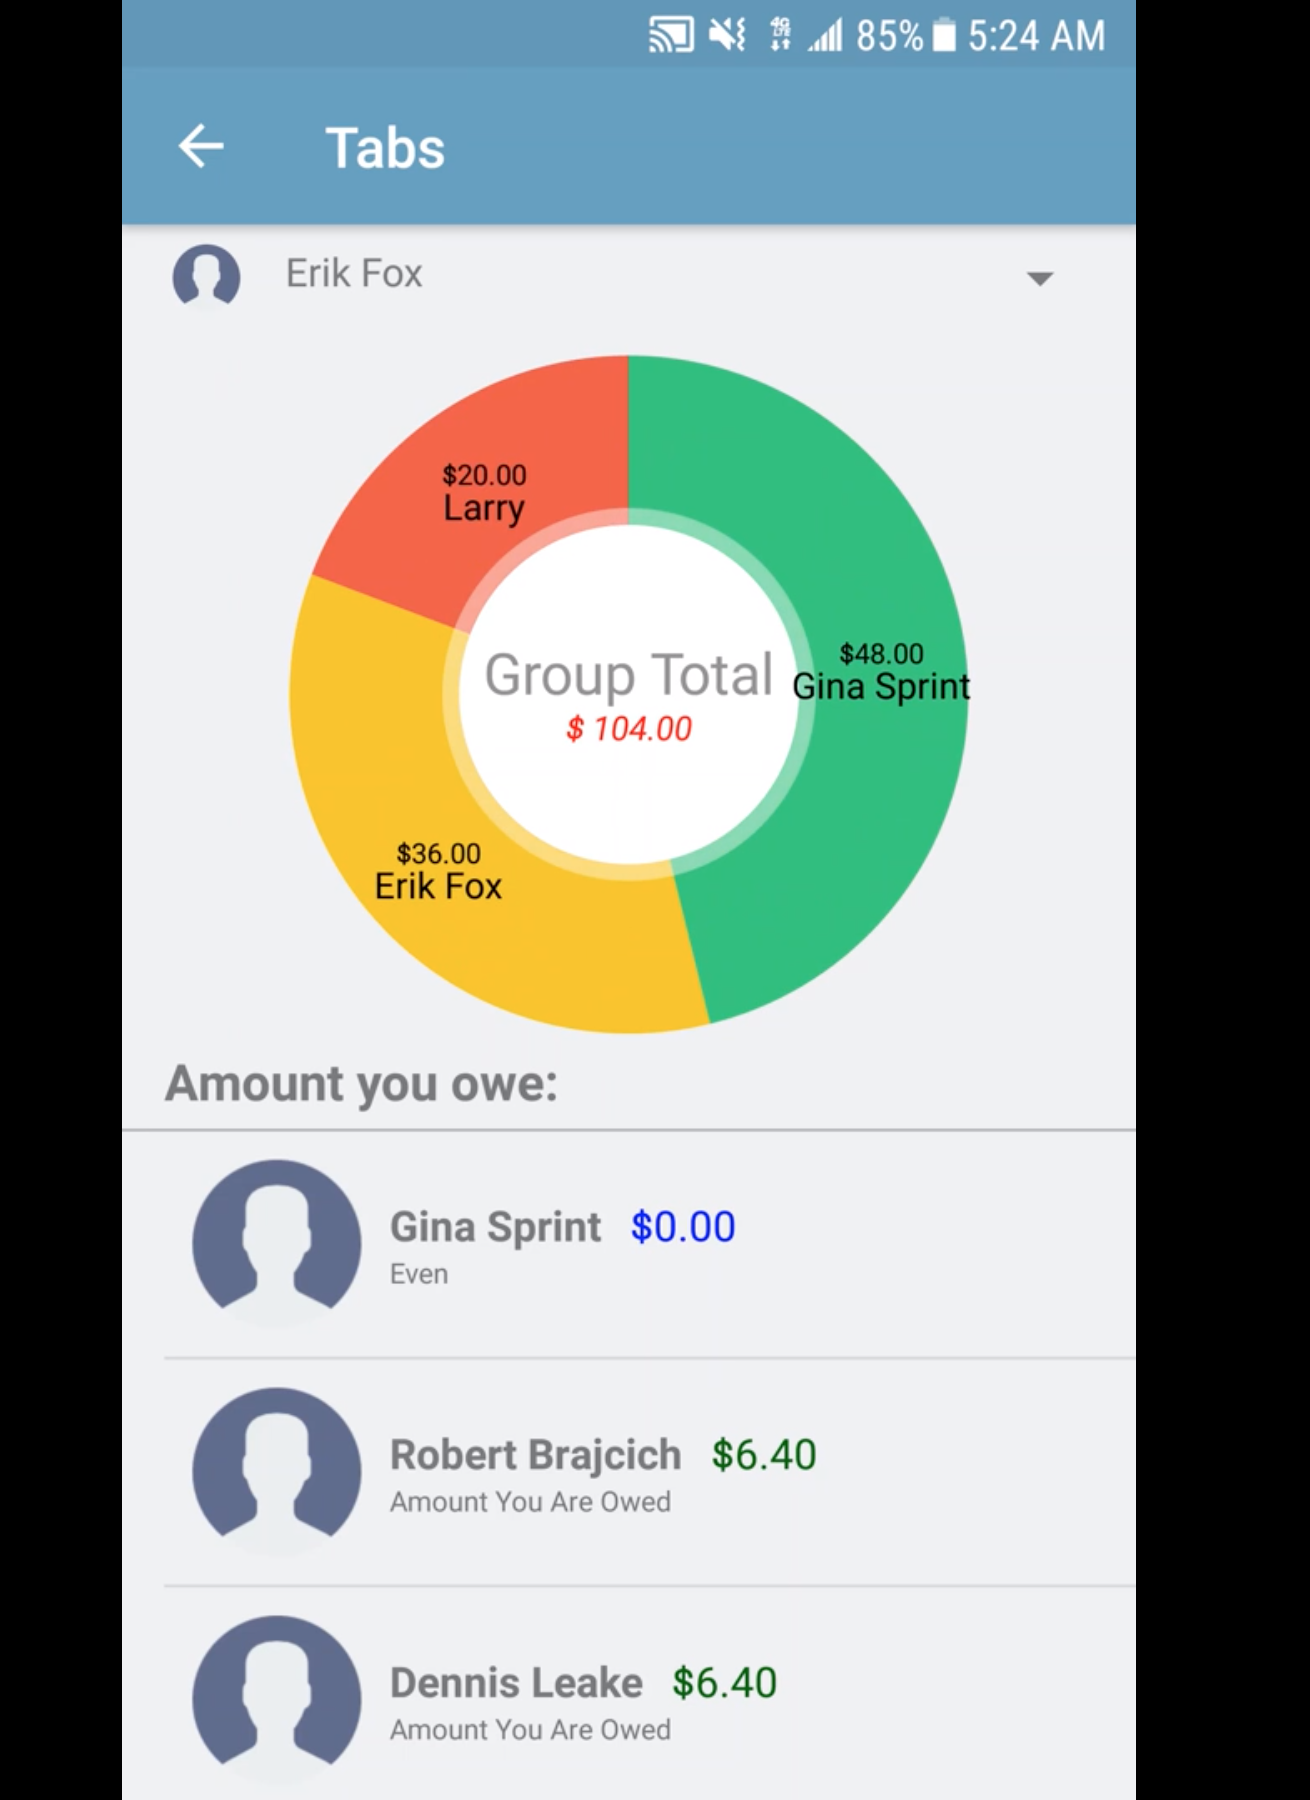 4G LTE 85% 5:24 AM
Tabs
Erik Fox
$20.00
Larry
$48.00
Gina Sprint
Group Total
$ 104.00
$36.00
Erik Fox
Amount you owe:
Gina Sprint $0.00
Even
Robert Brajcich $6.40
Amount You Are Owed
Dennis Leake $6.40
Amount You Are Owed